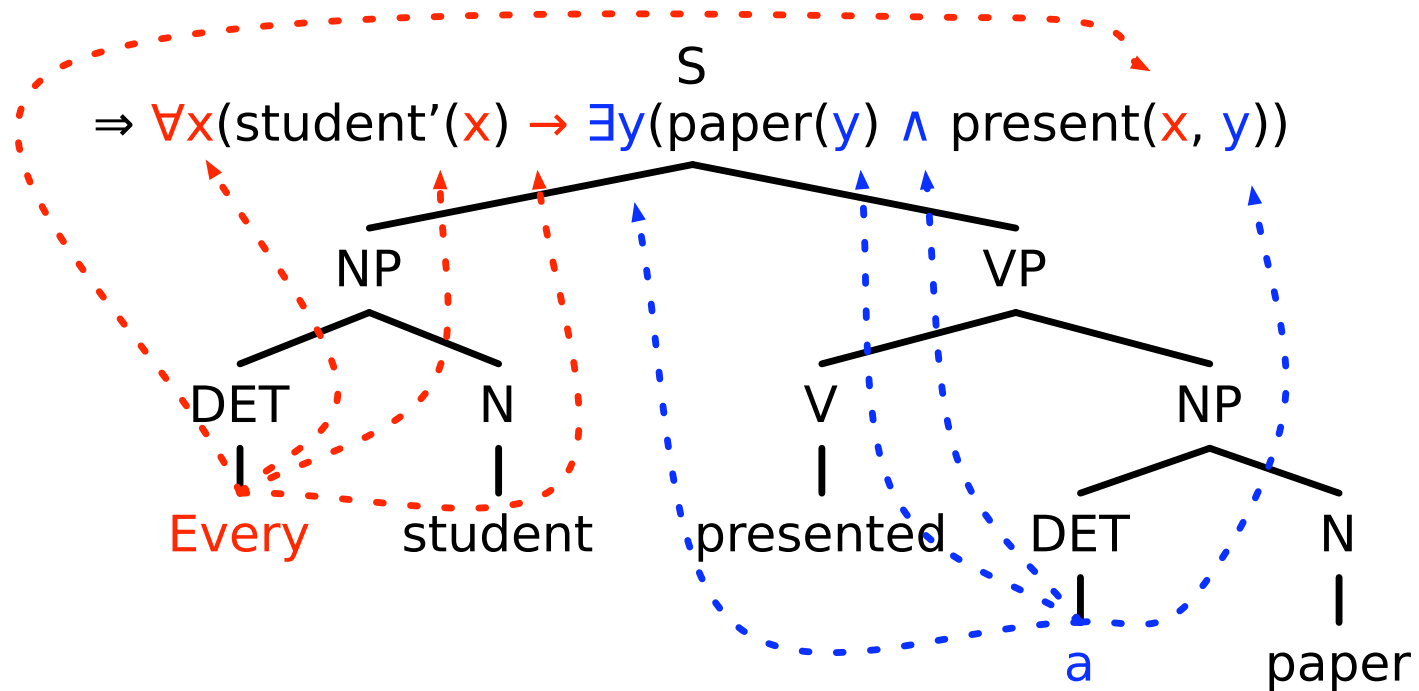 S
⇒ ∀x(student’(x) → ∃y(paper(y) ∧ present(x, y))
NP VP
DET N V NP
Every student presented DET N
a paper